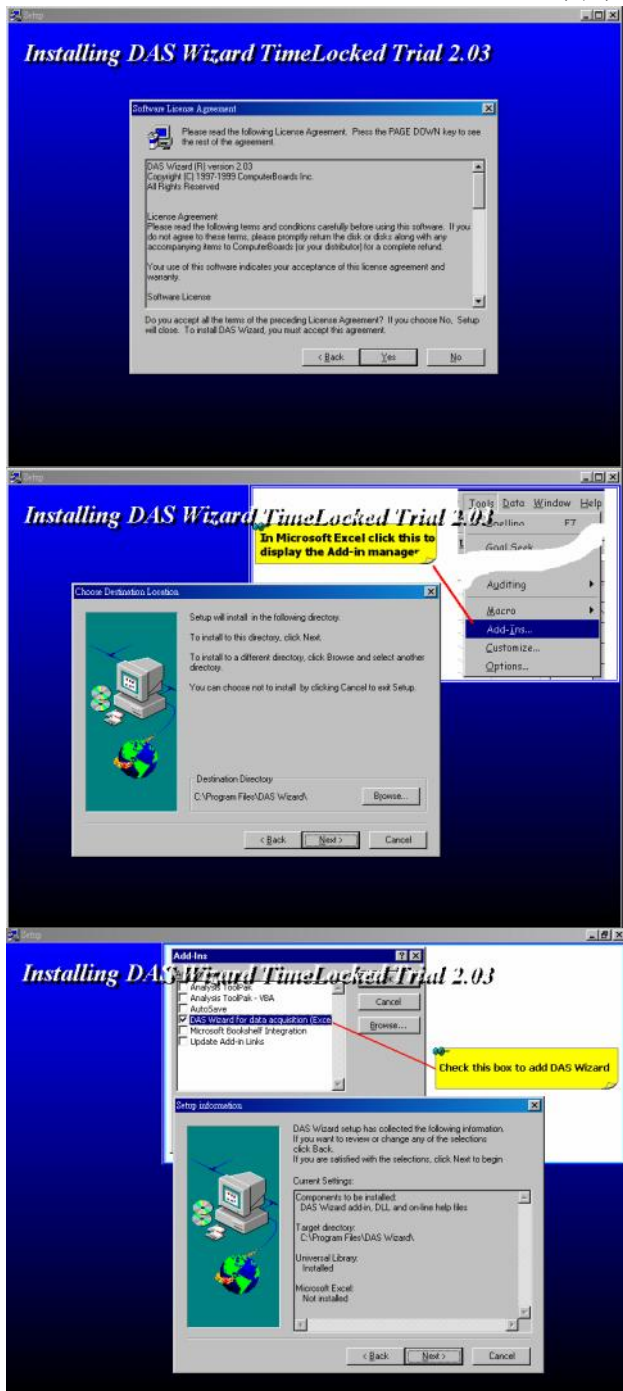 Setup
Installing DAS Wizard TimeLocked Trial 2.03
Software License Agreement
Please read the following License Agreement. Press the PAGE DOWN key to see
the rest of the agreement.
DAS Wizard (R) version 2.03
Copyright (C) 1997-1999 ComputerBoards Inc.
All Rights Reserved
License Agreement
Please read the following terms and conditions carefully before using this software. If you
do not agree to these terms, please promptly return the disk or disks along with any
accompanying items to ComputerBoards (or your distributor) for a complete refund.
Your use of this software indicates your acceptance of this license agreement and
warranty.
Software License
Do you accept all the terms of the preceding License Agreement? If you choose No, Setup
will close. To install DAS Wizard, you must accept this agreement.
< Back
Yes
No
Setup
Installing DAS Wizard TimeLocked Trial 2.03
In Microsoft Excel click this to
display the Add-in manager
Tools Data Window Help
F7
Goal Seek
Auditing
Macro
Add-Ins...
Customize...
Options...
Choose Destination Location
Setup will install in the following directory.
To install to this directory, click Next.
To install to a different directory, click Browse and select another
directory.
You can choose not to install by clicking Cancel to exit Setup.
Destination Directory
C:\Program Files\DAS Wizard\
Browse...
< Back
Next >
Cancel
Setup
Add-Ins
Installing DAS Wizard TimeLocked Trial 2.03
Analysis ToolPak
Analysis ToolPak - VBA
AutoSave
DAS Wizard for data acquisition (Exce
Microsoft Bookshelf Integration
Update Add-in Links
Cancel
Browse...
Check this box to add DAS Wizard
Setup information
DAS Wizard setup has collected the following information.
If you want to review or change any of the selections
click Back.
If you are satisfied with the selections, click Next to begin
Current Settings:
Components to be installed:
DAS Wizard add-in, DLL, and on-line help files
Target directory:
C:\Program Files\DAS Wizard\
Universal Library:
Installed
Microsoft Excel:
Not installed
< Back
Next >
Cancel